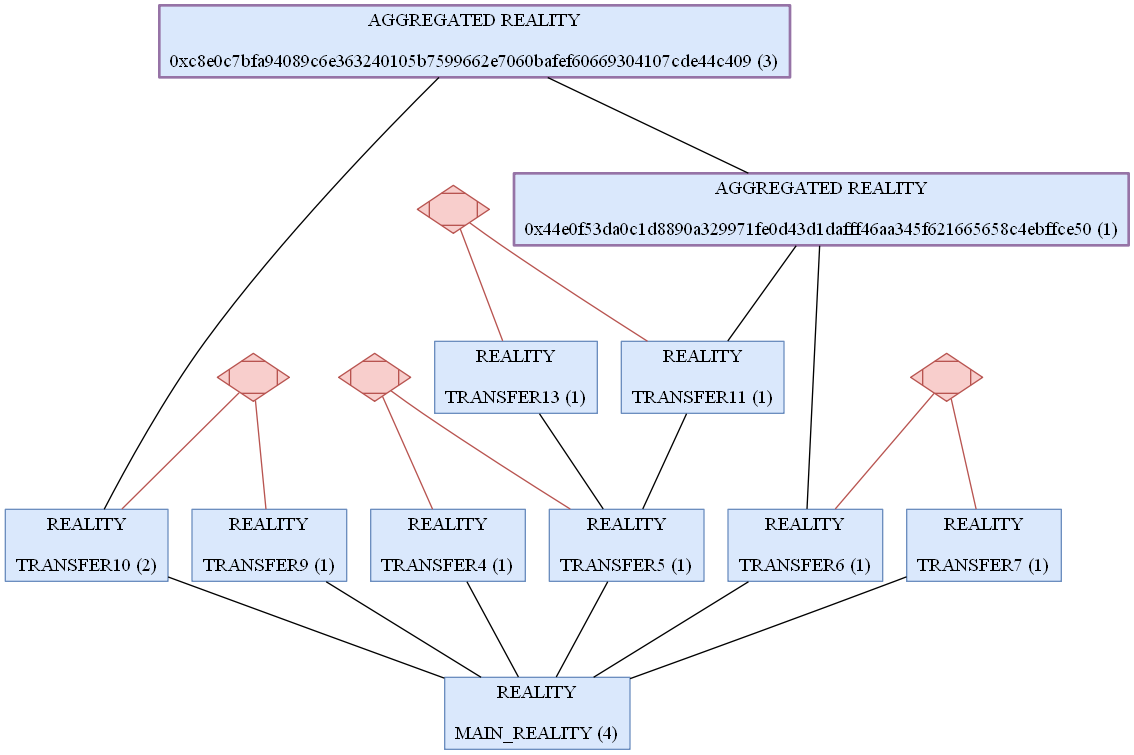 AGGREGATED REALITY
0xc8e0c7bfa94089c6e363240105b7599662e7060bafef60669304107cde44c409 (3)
AGGREGATED REALITY
0x44e0f53da0c1d8890a329971fe0d43d1dafff46aa345f621665658c4ebffce50 (1)
REALITY
TRANSFER13 (1)
REALITY
TRANSFER11 (1)
REALITY
TRANSFER10 (2)
REALITY
TRANSFER9 (1)
REALITY
TRANSFER4 (1)
REALITY
TRANSFER5 (1)
REALITY
TRANSFER6 (1)
REALITY
TRANSFER7 (1)
REALITY
MAIN_REALITY (4)